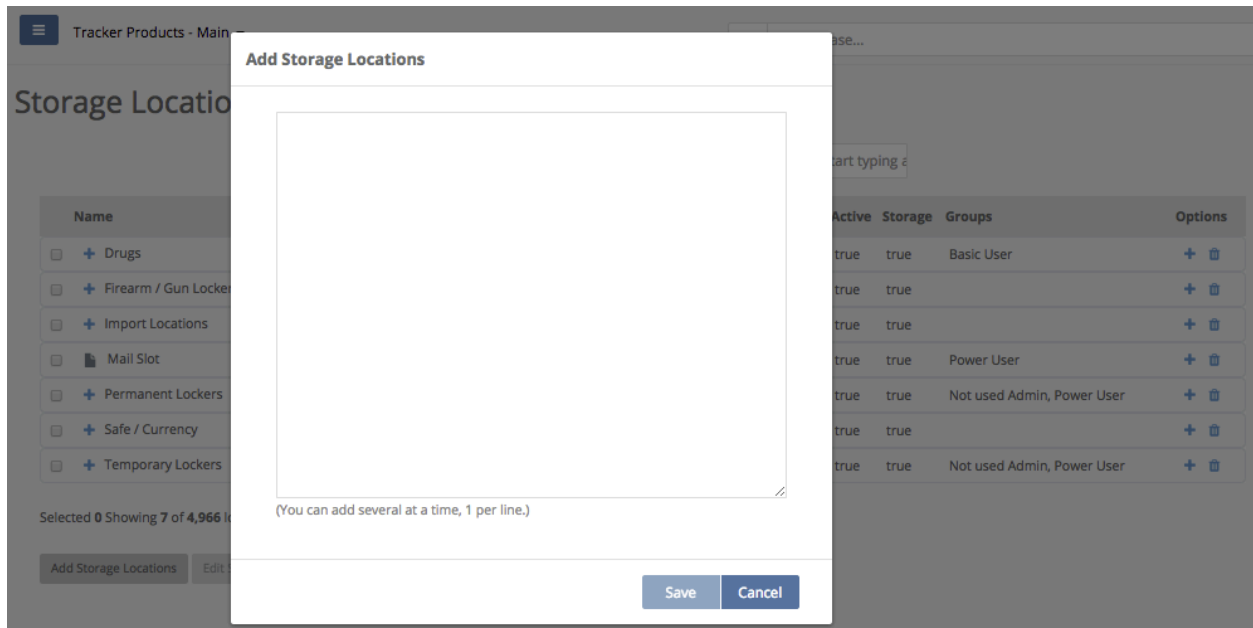 Tracker Products - Main
ase...
Add Storage Locations
Storage Locatio
tart typing a
Name Active Storage Groups Options
Drugs true true Basic User
Firearm / Gun Locker true true
Import Locations true true
Mail Slot true true Power User
Permanent Lockers true true Not used Admin, Power User
Safe / Currency true true
Temporary Lockers true true Not used Admin, Power User
(You can add several at a time, 1 per line.)
Selected 0 Showing 7 of 4,966 lo
Add Storage Locations Edit S
Save Cancel